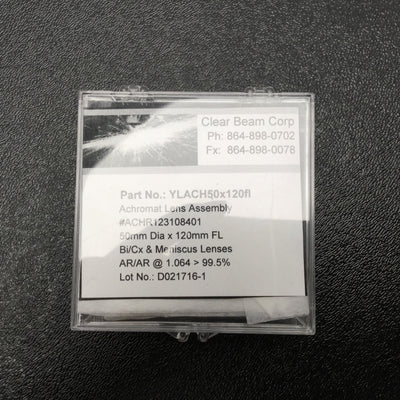 Clear Beam Corp
Ph: 864-898-0702
Fx: 864-898-0078
Part No.: YLACH50x120fl
Achromat Lens Assembly
#ACHR123108401
50mm Dia x 120mm FL
Bi/Cx & Meniscus Lenses
AR/AR @ 1.064 > 99.5%
Lot No.: D021716-1